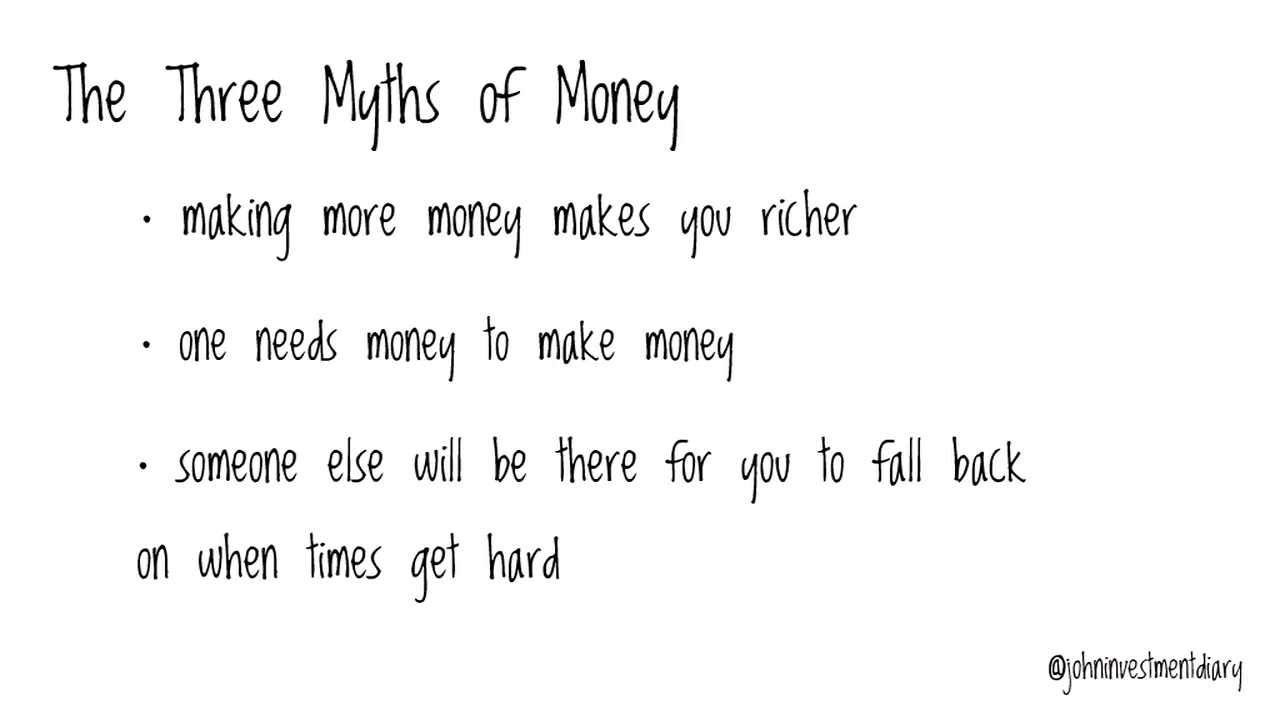 The Three Myths of Money
• making more money makes you richer
• one needs money to make money
• someone else will be there for you to fall back
on when times get hard
@johninvestmentdiary